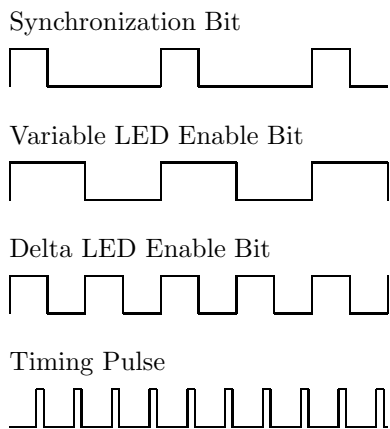 Synchronization Bit
Variable LED Enable Bit
Delta LED Enable Bit
Timing Pulse